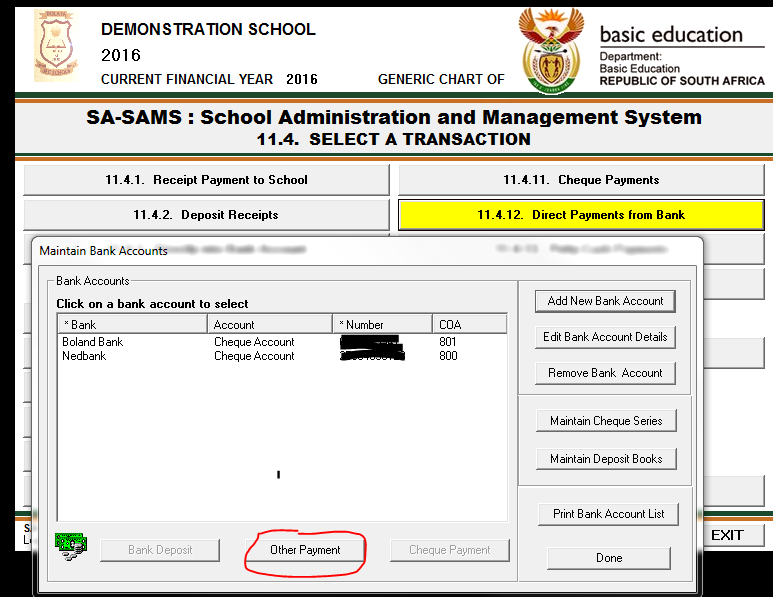 DEMONSTRATION SCHOOL
2016
CURRENT FINANCIAL YEAR 2016 GENERIC CHART OF
basic education
Department:
Basic Education
REPUBLIC OF SOUTH AFRICA
SA-SAMS : School Administration and Management System
11.4. SELECT A TRANSACTION
11.4.1. Receipt Payment to School
11.4.11. Cheque Payments
11.4.2. Deposit Receipts
11.4.12. Direct Payments from Bank
Maintain Bank Accounts
Bank Accounts
Click on a bank account to select
* Bank Account * Number COA
Boland Bank Cheque Account 801
Nedbank Cheque Account 800
Add New Bank Account
Edit Bank Account Details
Remove Bank Account
Maintain Cheque Series
Maintain Deposit Books
Print Bank Account List
Done
Bank Deposit
Other Payment
Cheque Payment
EXIT